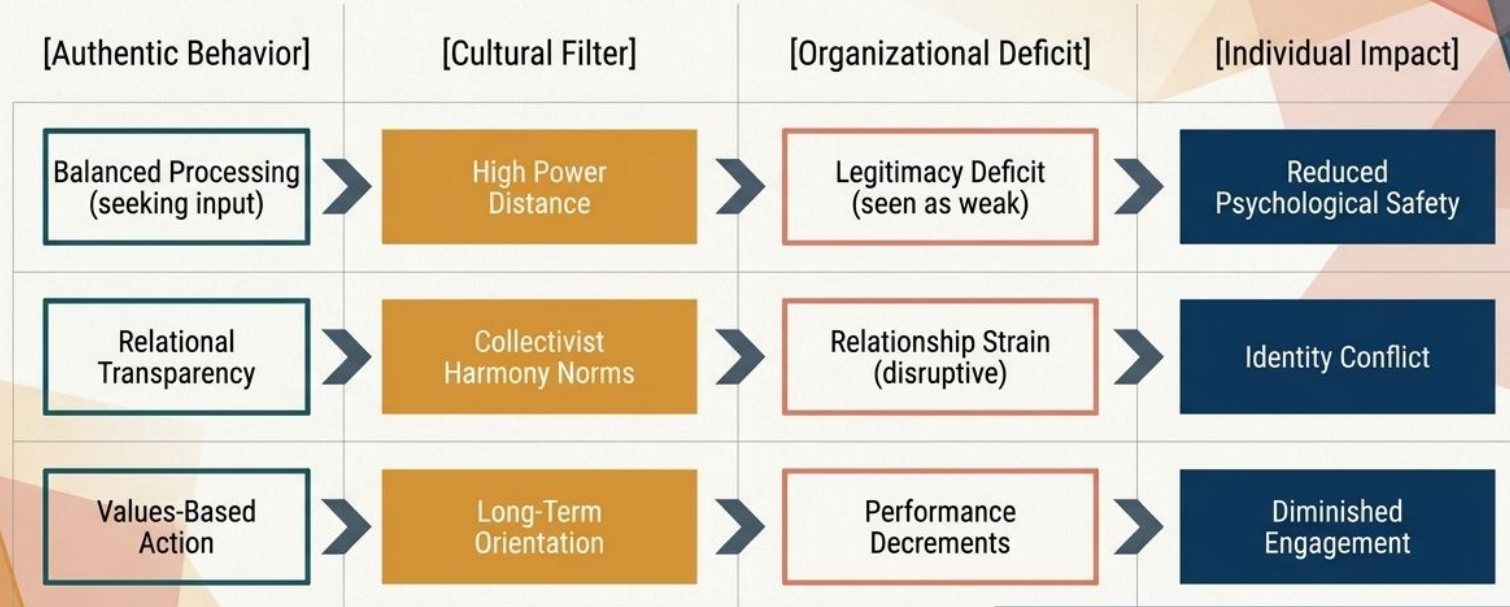 [Authentic Behavior]
[Cultural Filter]
[Organizational Deficit]
[Individual Impact]
Balanced Processing
(seeking input)
High Power
Distance
Legitimacy Deficit
(seen as weak)
Reduced
Psychological Safety
Relational
Transparency
Collectivist
Harmony Norms
Relationship Strain
(disruptive)
Identity Conflict
Values-Based
Action
Long-Term
Orientation
Performance
Decrements
Diminished
Engagement